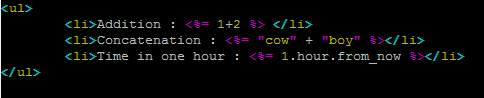 <ul>
<li>Addition : <%= 1+2 %> </li>
<li>Concatenation : <%= "cow" + "boy" %></li>
<li>Time in one hour : <%= 1.hour.from_now %></li>
</ul>